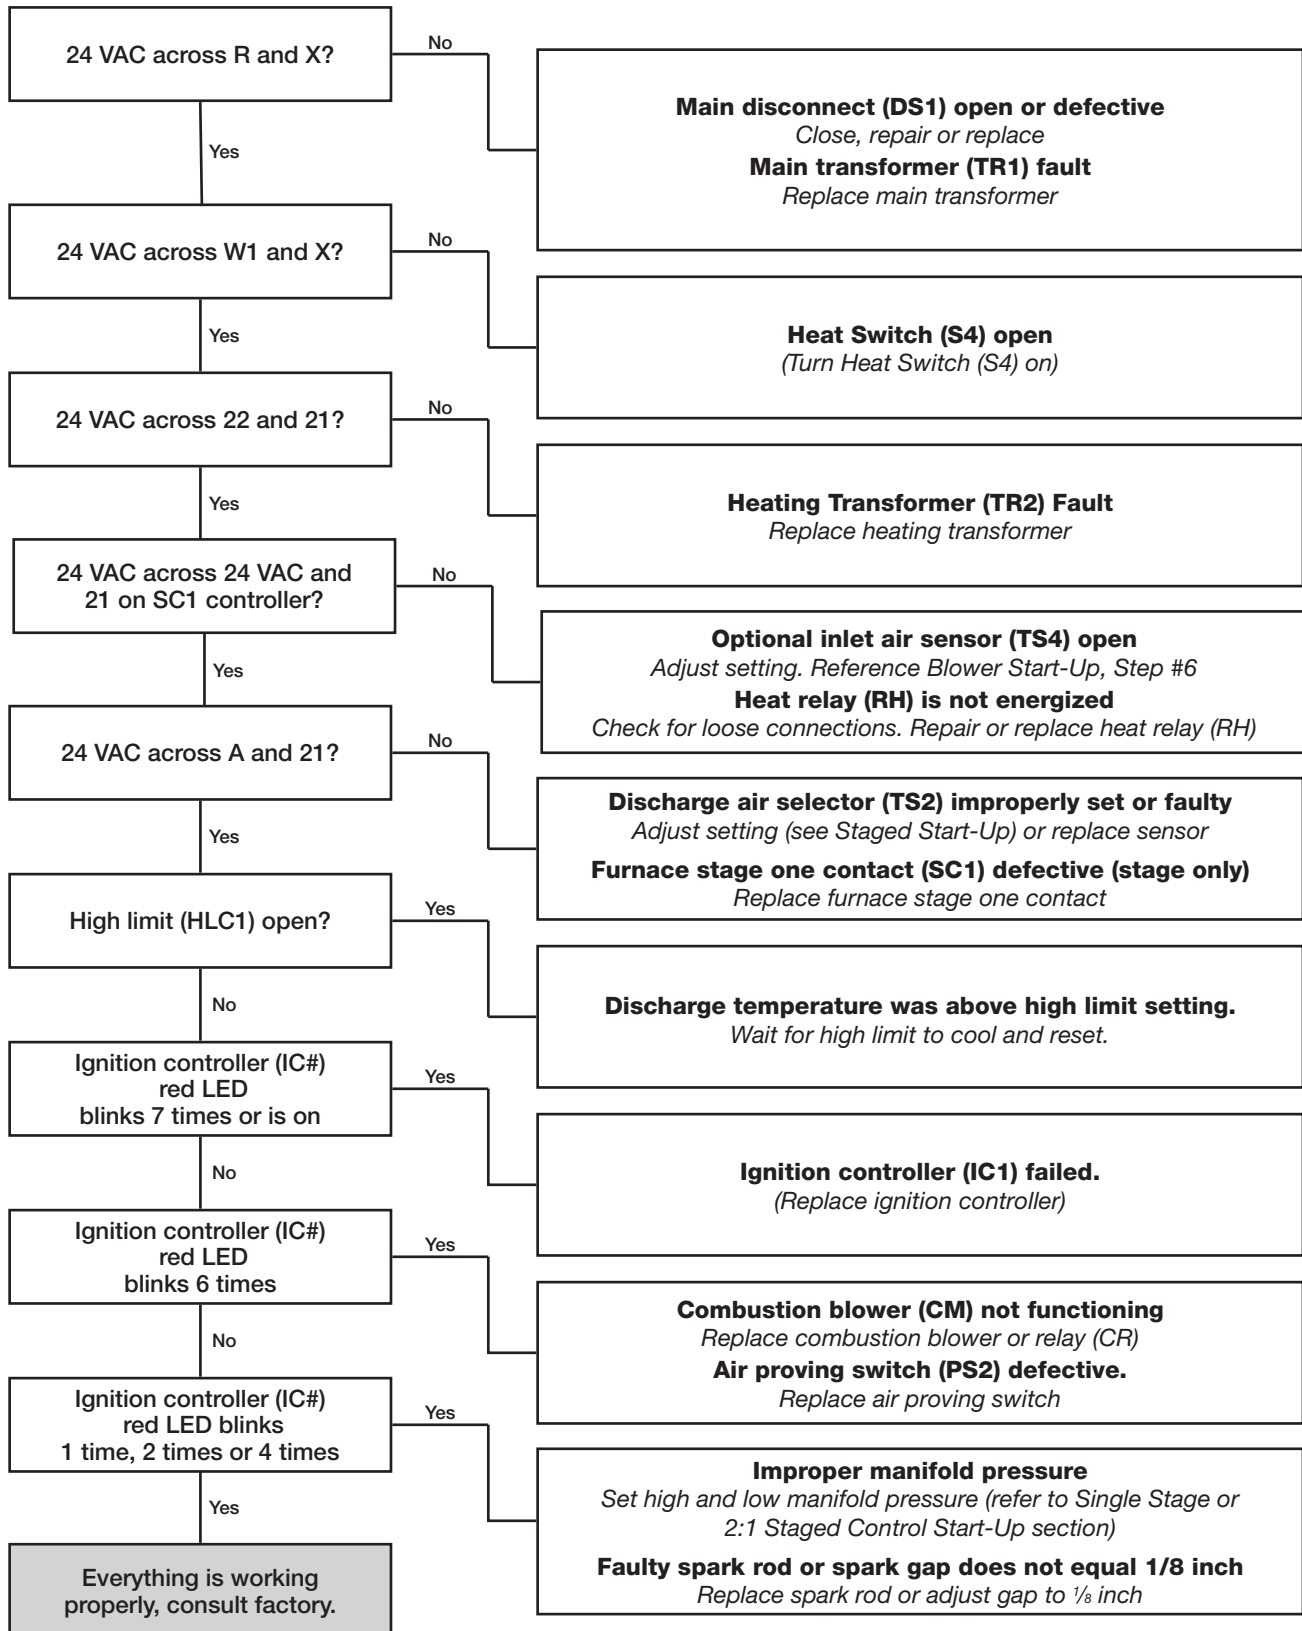 24 VAC across R and X?
No
Main disconnect (DS1) open or defective
Close, repair or replace
Main transformer (TR1) fault
Replace main transformer
Yes
24 VAC across W1 and X?
No
Heat Switch (S4) open
(Turn Heat Switch (S4) on)
Yes
24 VAC across 22 and 21?
No
Heating Transformer (TR2) Fault
Replace heating transformer
Yes
24 VAC across 24 VAC and
21 on SC1 controller?
No
Optional inlet air sensor (TS4) open
Adjust setting. Reference Blower Start-Up, Step #6
Heat relay (RH) is not energized
Check for loose connections. Repair or replace heat relay (RH)
Yes
24 VAC across A and 21?
No
Discharge air selector (TS2) improperly set or faulty
Adjust setting (see Staged Start-Up) or replace sensor
Furnace stage one contact (SC1) defective (stage only)
Replace furnace stage one contact
Yes
High limit (HLC1) open?
Yes
Discharge temperature was above high limit setting.
Wait for high limit to cool and reset.
No
Ignition controller (IC#)
red LED
blinks 7 times or is on
Yes
Ignition controller (IC1) failed.
(Replace ignition controller)
No
Ignition controller (IC#)
red LED
blinks 6 times
Yes
Combustion blower (CM) not functioning
Replace combustion blower or relay (CR)
Air proving switch (PS2) defective.
Replace air proving switch
No
Ignition controller (IC#)
red LED blinks
1 time, 2 times or 4 times
Yes
Improper manifold pressure
Set high and low manifold pressure (refer to Single Stage or
2:1 Staged Control Start-Up section)
Faulty spark rod or spark gap does not equal 1/8 inch
Replace spark rod or adjust gap to ⅛ inch
Yes
Everything is working
properly, consult factory.